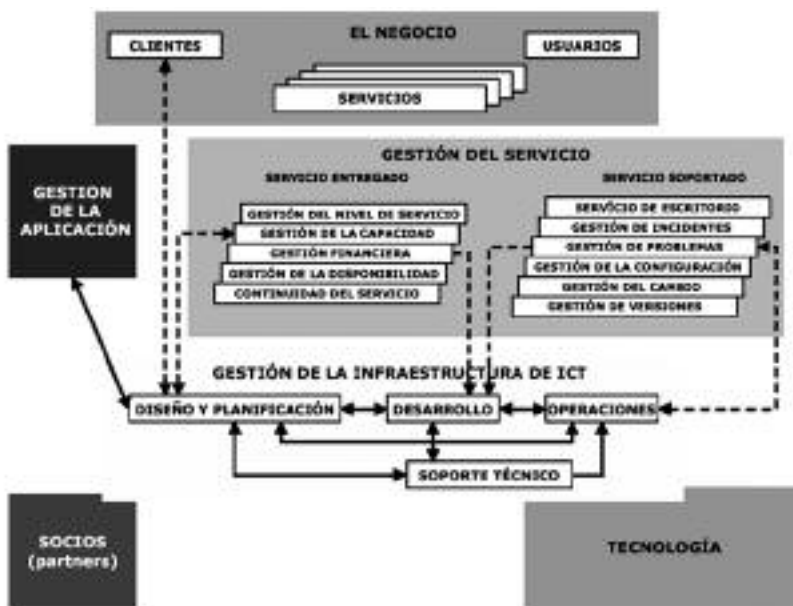 EL NEGOCIO
CLIENTES
USUARIOS
SERVICIOS
GESTION
DE LA
APLICACIÓN
GESTIÓN DEL SERVICIO
SERVICIO ENTREGADO
GESTIÓN DEL NIVEL DE SERVICIO
GESTIÓN DE LA CAPACIDAD
GESTIÓN FINANCIERA
GESTIÓN DE LA DISPONIBILIDAD
CONTINUIDAD DEL SERVICIO
SERVICIO SOPORTADO
SERVICIO DE ESCRITORIO
GESTIÓN DE INCIDENTES
GESTIÓN DE PROBLEMAS
GESTIÓN DE LA CONFIGURACIÓN
GESTIÓN DEL CAMBIO
GESTIÓN DE VERSIONES
GESTIÓN DE LA INFRAESTRUCTURA DE ICT
DISEÑO Y PLANIFICACIÓN
DESARROLLO
OPERACIONES
SOPORTE TÉCNICO
SOCIOS
(partners)
TECNOLOGÍA